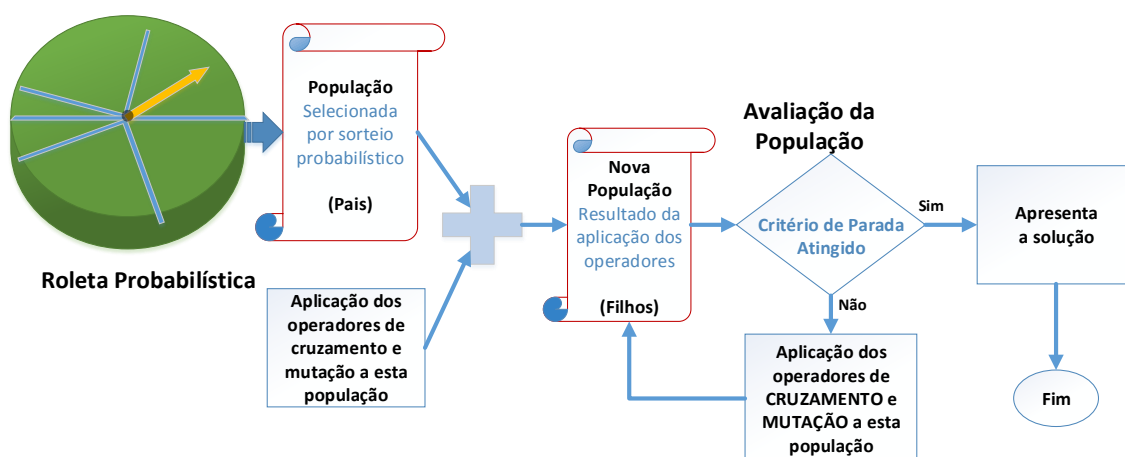 Roleta Probabilística
População
Selecionada
por sorteio
probabilístico
(Pais)
Aplicação dos
operadores de
cruzamento e
mutação a esta
população
Nova
População
Resultado da
aplicação dos
operadores
(Filhos)
Avaliação da
População
Critério de Parada
Atingido
Sim
Não
Aplicação dos
operadores de
CRUZAMENTO e
MUTAÇÃO a esta
população
Apresenta
a solução
Fim